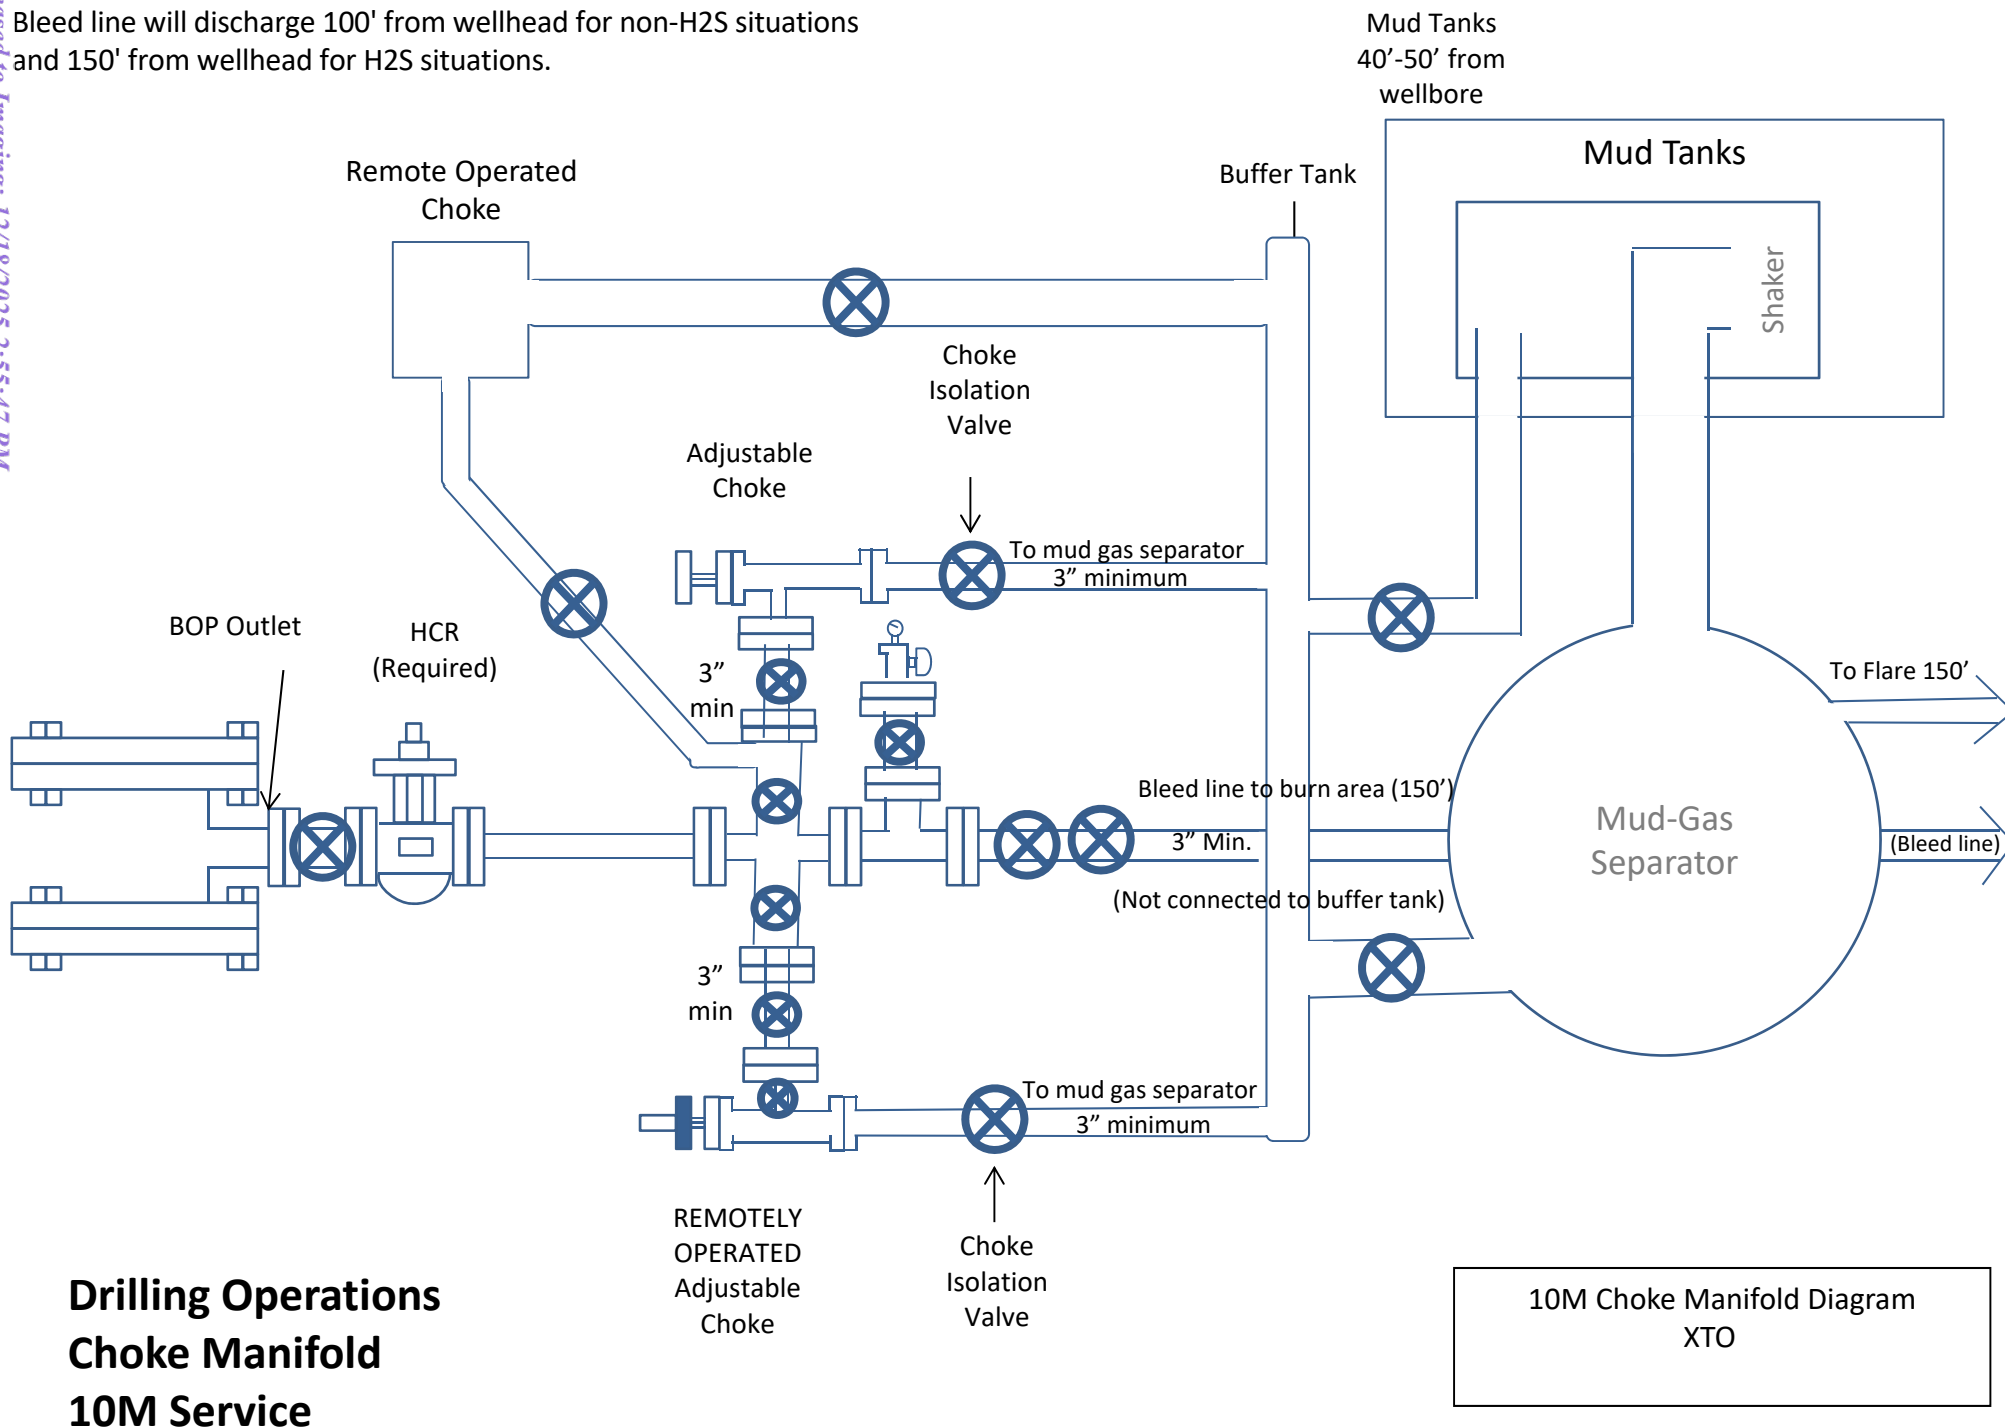 Bleed line will discharge 100' from wellhead for non-H2S situations
and 150' from wellhead for H2S situations.
Mud Tanks
40’-50’ from
wellbore
Mud Tanks
Remote Operated
Choke
Buffer Tank
Shaker
Choke
Isolation
Valve
Adjustable
Choke
To mud gas separator
3” minimum
BOP Outlet
HCR
(Required)
3”
min
To Flare 150’
Bleed line to burn area (150’)
3” Min.
(Not connected to buffer tank)
Mud-Gas
Separator
(Bleed line)
3”
min
To mud gas separator
3” minimum
REMOTELY
OPERATED
Adjustable
Choke
Choke
Isolation
Valve
Drilling Operations
Choke Manifold
10M Service
10M Choke Manifold Diagram
XTO